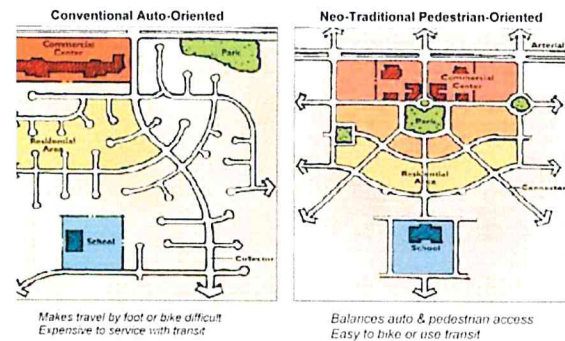 Conventional Auto-Oriented
Commercial
Center
Park
Residential
Area
School
Collector
Makes travel by foot or bike difficult
Expensive to service with transit
Neo-Traditional Pedestrian-Oriented
Arterial
Commercial
Center
Park
Residential
Area
Connector
School
Balances auto & pedestrian access
Easy to bike or use transit